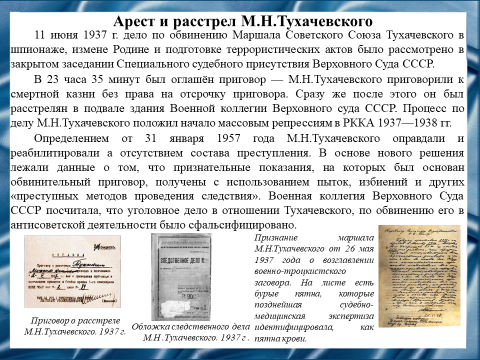 Арест и расстрел М.Н.Тухачевского
11 июня 1937 г. дело по обвинению Маршала Советского Союза Тухачевского в
шпионаже, измене Родине и подготовке террористических актов было рассмотрено в
закрытом заседании Специального судебного присутствия Верховного Суда СССР.
В 23 часа 35 минут был оглашён приговор — М.Н.Тухачевского приговорили к
смертной казни без права на отсрочку приговора. Сразу же после этого он был
расстрелян в подвале здания Военной коллегии Верховного суда СССР. Процесс по
делу М.Н.Тухачевского положил начало массовым репрессиям в РККА 1937—1938 гг.
Определением от 31 января 1957 года М.Н.Тухачевского оправдали и
реабилитировали а отсутствием состава преступления. В основе нового решения
лежали данные о том, что признательные показания, на которых был основан
обвинительный приговор, получены с использованием пыток, избиений и других
«преступных методов проведения следствия». Военная коллегия Верховного Суда
СССР посчитала, что уголовное дело в отношении Тухачевского, по обвинению его в
антисоветской деятельности было сфальсифицировано.
СПРАВКА
Приговор о расстреле
М.Н.Тухачевского. 1937 г.
СЛЕДСТВЕННОЕ ДЕЛО
Обложка следственного дела
М.Н.Тухачевского. 1937 г.
Признание маршала
М.Н.Тухачевского от 26 мая
1937 года о возглавлении
военно-троцкистского
заговора. На листе есть
бурые пятна, которые
позднейшая судебно-
медицинская экспертиза
идентифицировала, как
пятна крови.